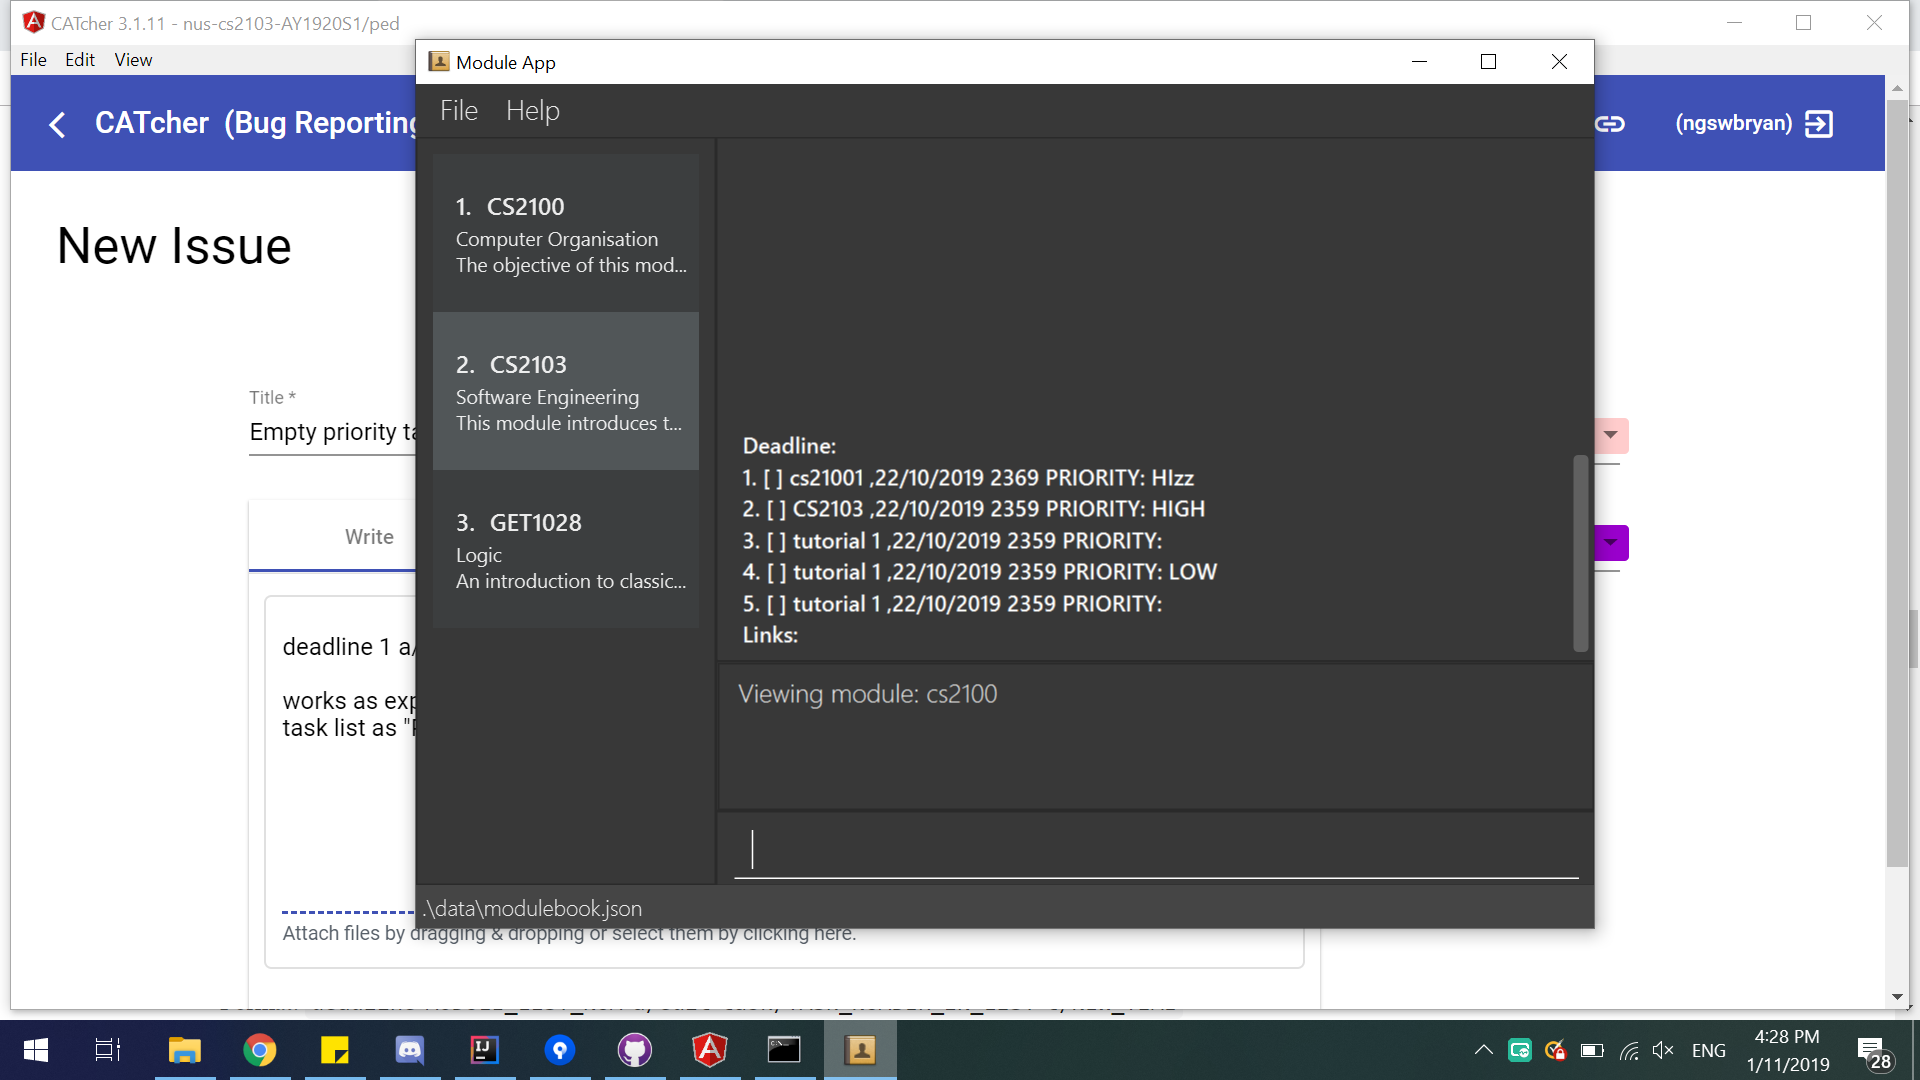 CATcher 3.1.11 - nus-cs2103-AY1920S1/ped
File Edit View
CATcher (Bug Reporting
(ngswbryan)
New Issue
Title *
Empty priority ta
Write
deadline 1 a/
works as exp
task list as "P
Attach files by dragging & dropping or select them by clicking here.
Module App
File Help
1. CS2100
Computer Organisation
The objective of this mod...
2. CS2103
Software Engineering
This module introduces t...
3. GET1028
Logic
An introduction to classic...
Deadline:
1. [ ] cs21001 ,22/10/2019 2369 PRIORITY: HIzz
2. [ ] CS2103 ,22/10/2019 2359 PRIORITY: HIGH
3. [ ] tutorial 1 ,22/10/2019 2359 PRIORITY:
4. [ ] tutorial 1 ,22/10/2019 2359 PRIORITY: LOW
5. [ ] tutorial 1 ,22/10/2019 2359 PRIORITY:
Links:
Viewing module: cs2100
.\data\modulebook.json
ENG
4:28 PM
1/11/2019
28